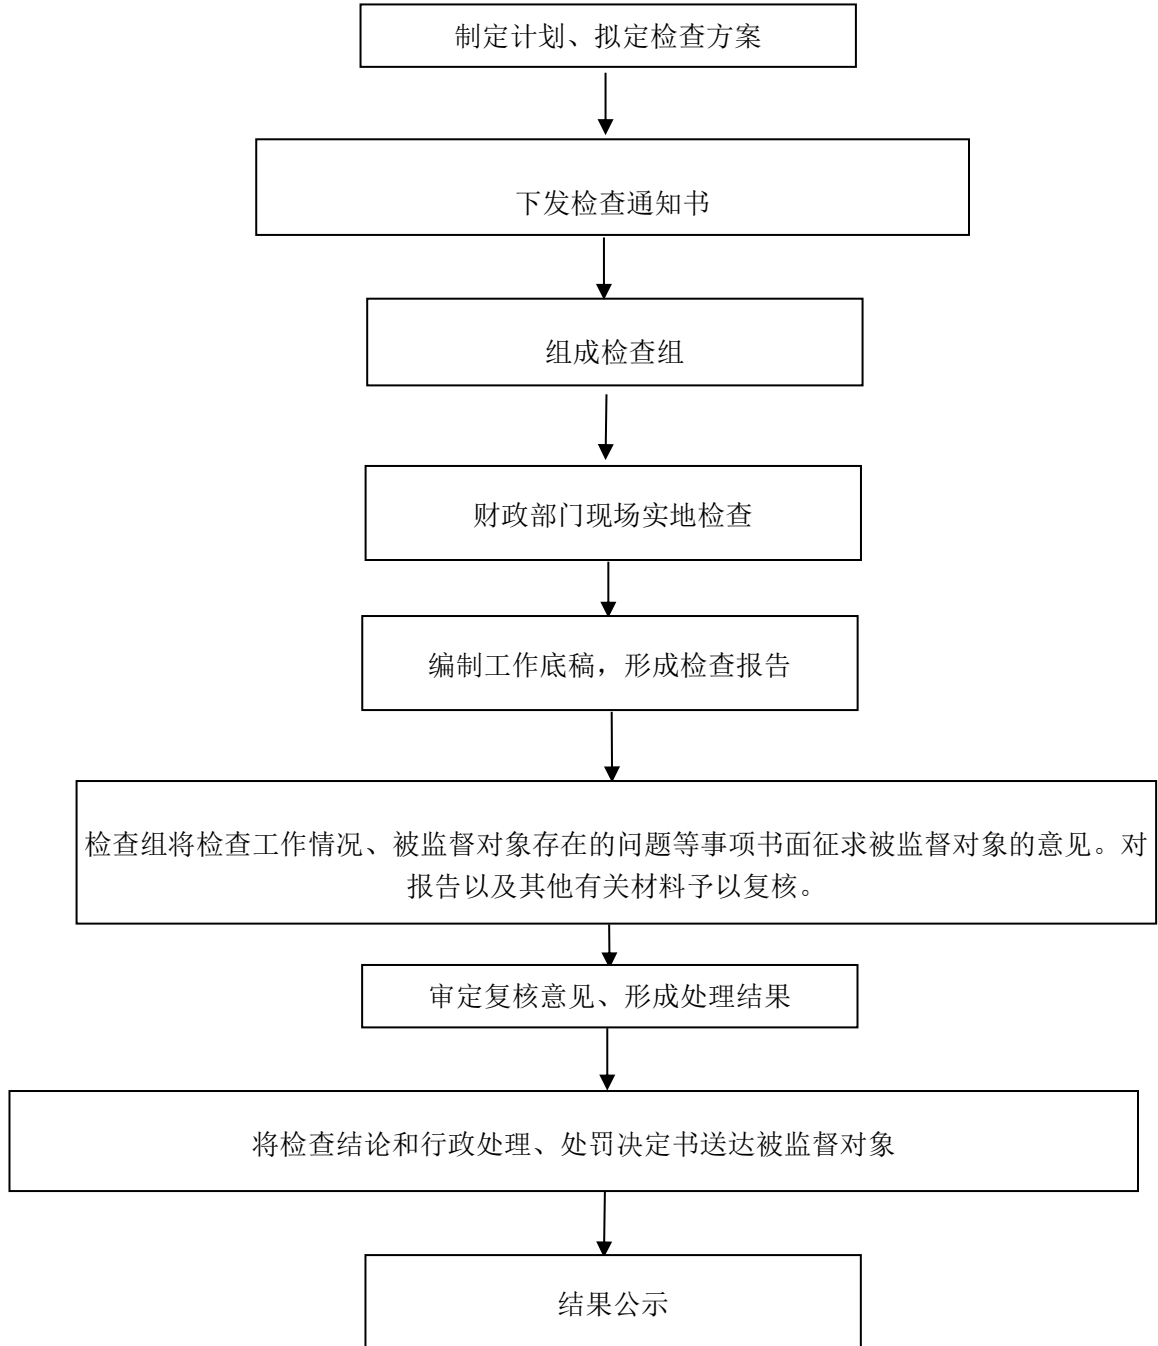 制定计划、拟定检查方案
下发检查通知书
组成检查组
财政部门现场实地检查
编制工作底稿，形成检查报告
检查组将检查工作情况、被监督对象存在的问题等事项书面征求被监督对象的意见。对
报告以及其他有关材料予以复核。
审定复核意见、形成处理结果
将检查结论和行政处理、处罚决定书送达被监督对象
结果公示